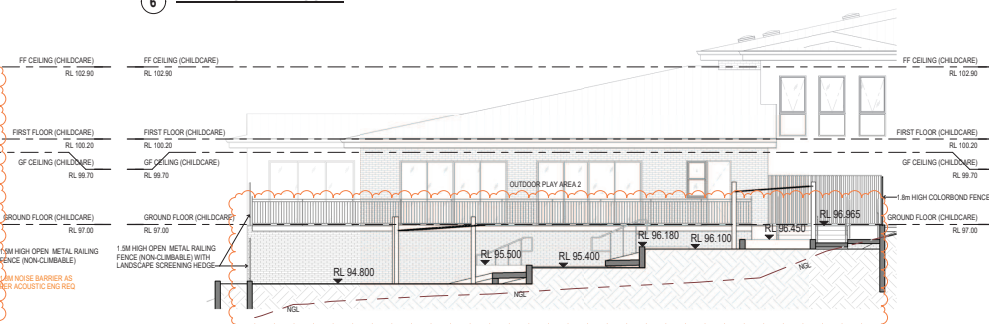 6
FF CEILING (CHILDCARE)
RL 102.90
FF CEILING (CHILDCARE)
RL 102.90
FF CEILING (CHILDCARE)
RL 102.90
FIRST FLOOR (CHILDCARE)
RL 100.20
FIRST FLOOR (CHILDCARE)
RL 100.20
FIRST FLOOR (CHILDCARE)
RL 100.20
GF CEILING (CHILDCARE)
RL 99.70
GF CEILING (CHILDCARE)
RL 99.70
GF CEILING (CHILDCARE)
RL 99.70
OUTDOOR PLAY AREA 2
1.8m HIGH COLORBOND FENCE
GROUND FLOOR (CHILDCARE)
RL 97.00
GROUND FLOOR (CHILDCARE)
RL 97.00
GROUND FLOOR (CHILDCARE)
RL 97.00
RL 96.965
RL 96.450
RL 96.180
RL 96.100
RL 95.500
RL 95.400
RL 94.800
1.5M HIGH OPEN METAL RAILING
FENCE (NON-CLIMBABLE)
1.5M HIGH OPEN METAL RAILING
FENCE (NON-CLIMBABLE) WITH
LANDSCAPE SCREENING HEDGE
NOISE BARRIER AS
ACOUSTIC ENG REQ
NGL
NGL
NGL